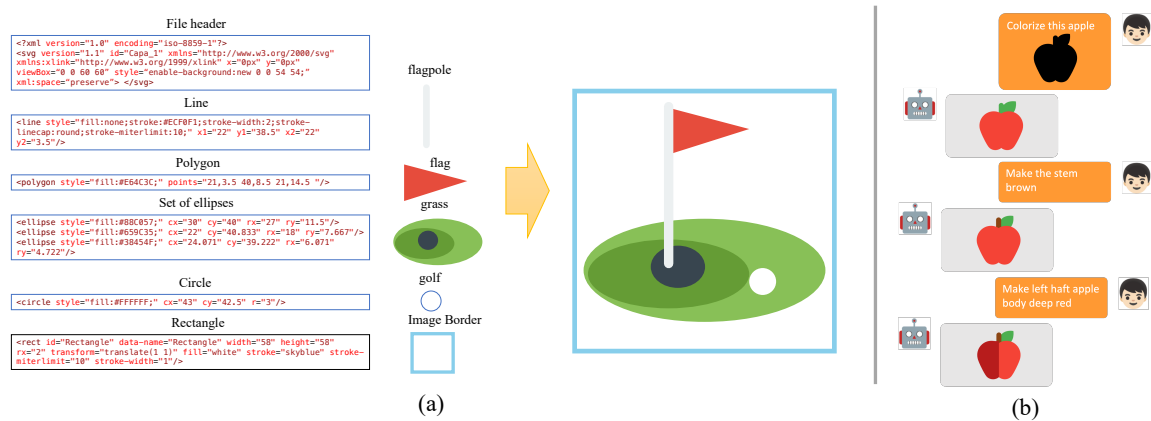 File header
<?xml version="1.0" encoding="iso-8859-1"?>
<svg version="1.1" id="Capa_1" xmlns="http://www.w3.org/2000/svg"
xmlns:xlink="http://www.w3.org/1999/xlink" x="0px" y="0px"
viewBox="0 0 60 60" style="enable-background:new 0 0 54 54;"
xml:space="preserve"> </svg>
Line
<line style="fill:none;stroke:#ECF0F1;stroke-width:2;stroke-
linecap:round;stroke-miterlimit:10;" x1="22" y1="38.5" x2="22"
y2="3.5"/>
Polygon
<polygon style="fill:#E64C3C;" points="21,3.5 40,8.5 21,14.5 "/>
Set of ellipses
<ellipse style="fill:#88C057;" cx="30" cy="40" rx="27" ry="11.5"/>
<ellipse style="fill:#659C35;" cx="22" cy="40.833" rx="18" ry="7.667"/>
<ellipse style="fill:#38454F;" cx="24.071" cy="39.222" rx="6.071"
ry="4.722"/>
Circle
<circle style="fill:#FFFFFF;" cx="43" cy="42.5" r="3"/>
Rectangle
<rect id="Rectangle" data-name="Rectangle" width="58" height="58"
rx="2" transform="translate(1 1)" fill="white" stroke="skyblue" stroke-
miterlimit="10" stroke-width="1"/>
flagpole
flag
grass
golf
Image Border
(a)
Colorize this apple
Make the stem
brown
Make left haft apple
body deep red
(b)